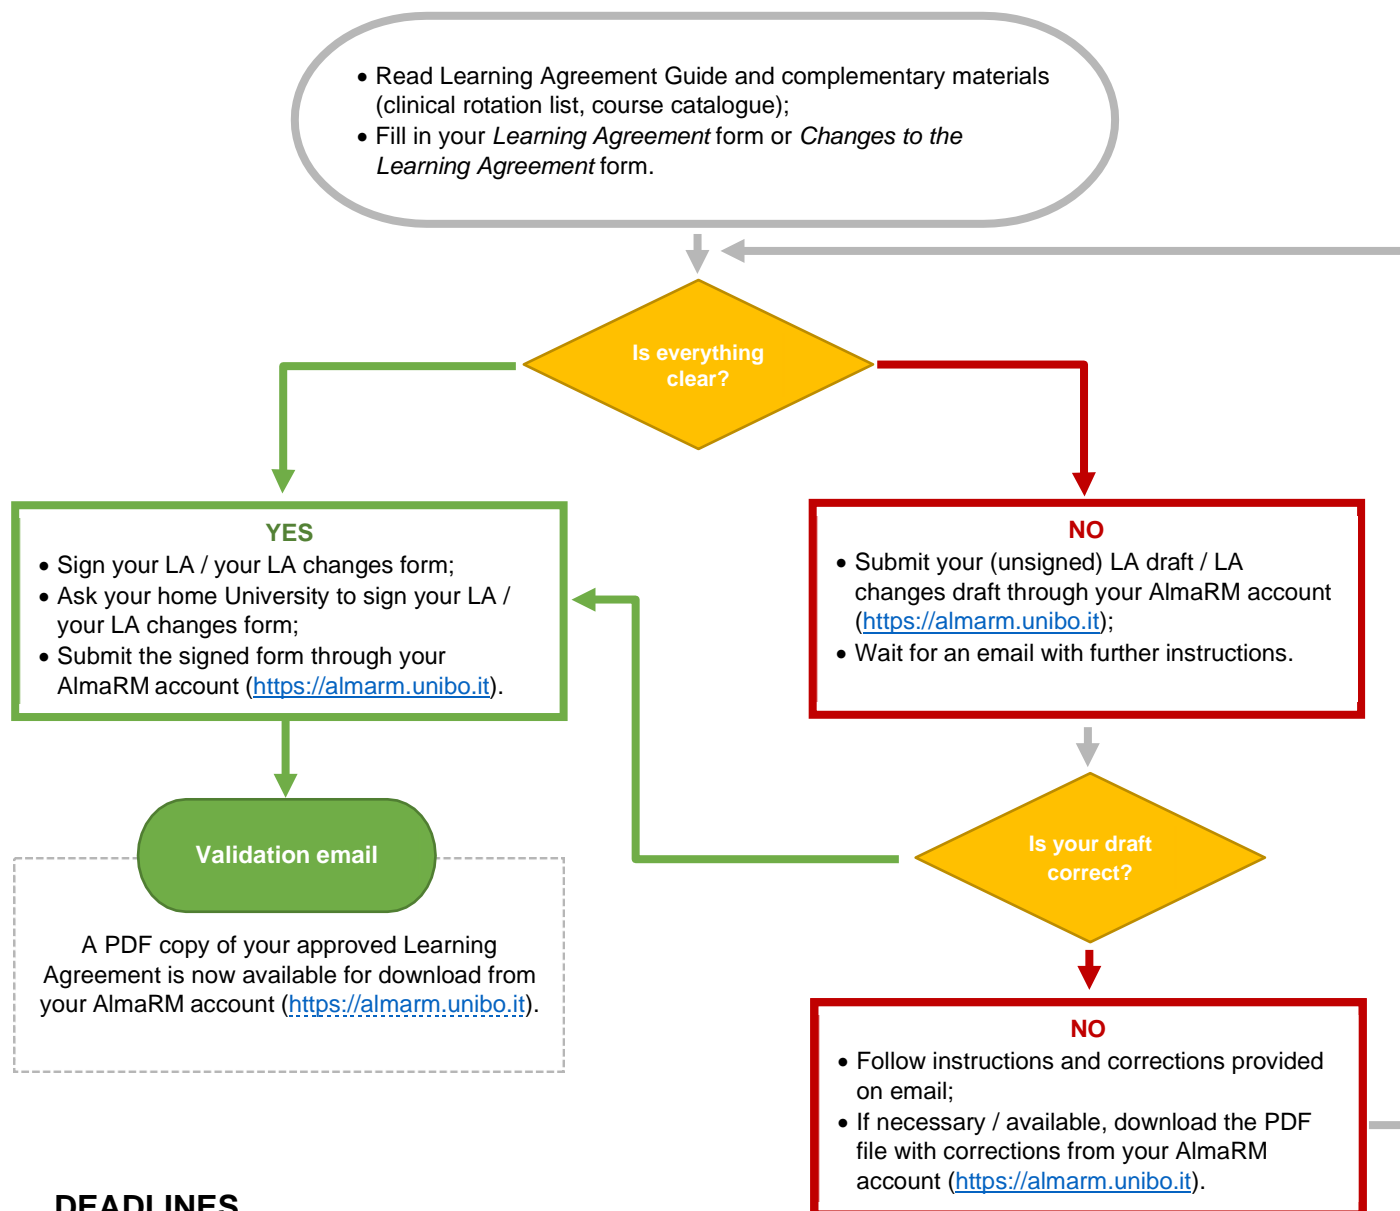 • Read Learning Agreement Guide and complementary materials
(clinical rotation list, course catalogue);
• Fill in your Learning Agreement form or Changes to the
Learning Agreement form.
Is everything
clear?
YES
• Sign your LA / your LA changes form;
• Ask your home University to sign your LA /
your LA changes form;
• Submit the signed form through your
AlmaRM account (https://almarm.unibo.it).
NO
• Submit your (unsigned) LA draft / LA
changes draft through your AlmaRM account
(https://almarm.unibo.it);
• Wait for an email with further instructions.
Validation email
A PDF copy of your approved Learning
Agreement is now available for download from
your AlmaRM account (https://almarm.unibo.it).
Is your draft
correct?
NO
• Follow instructions and corrections provided
on email;
• If necessary / available, download the PDF
file with corrections from your AlmaRM
account (https://almarm.unibo.it).
DEADLINES